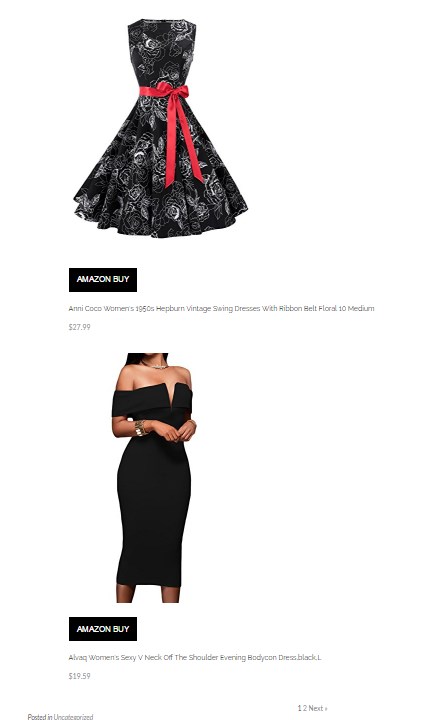 AMAZON BUY
Anni Coco Women's 1950s Hepburn Vintage Swing Dresses With Ribbon Belt Floral 10 Medium
$27.99
AMAZON BUY
Alvaq Women's Sexy V Neck Off The Shoulder Evening Bodycon Dress,black,L
$19.59
1 2 Next »
Posted in Uncategorized